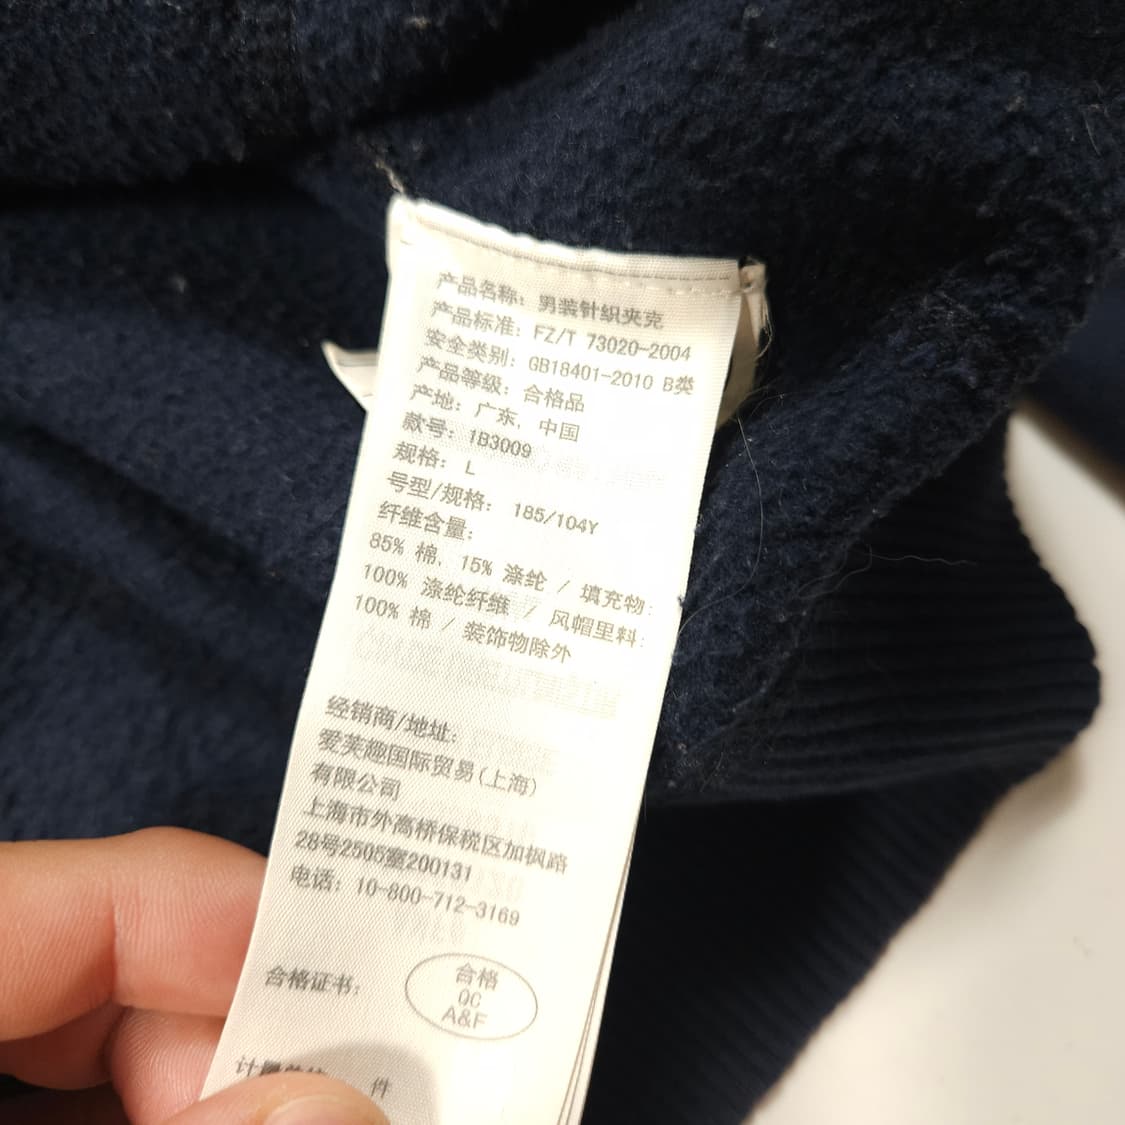 产品名称: 男装针织夹克
产品标准: FZ/T 73020-2004
安全类别: GB18401-2010 B类
产品等级: 合格品
产地: 广东, 中国
款号: 1B3009
规格: L
号型/规格: 185/104Y
纤维含量:
85% 棉, 15% 涤纶 / 填充物:
100% 涤纶纤维 / 风帽里料:
100% 棉 / 装饰物除外
经销商/地址:
爱芙趣国际贸易(上海)
有限公司
上海市外高桥保税区加枫路
28号2505室200131
电话: 10-800-712-3169
合格证书:
合格
QC
A&F
件